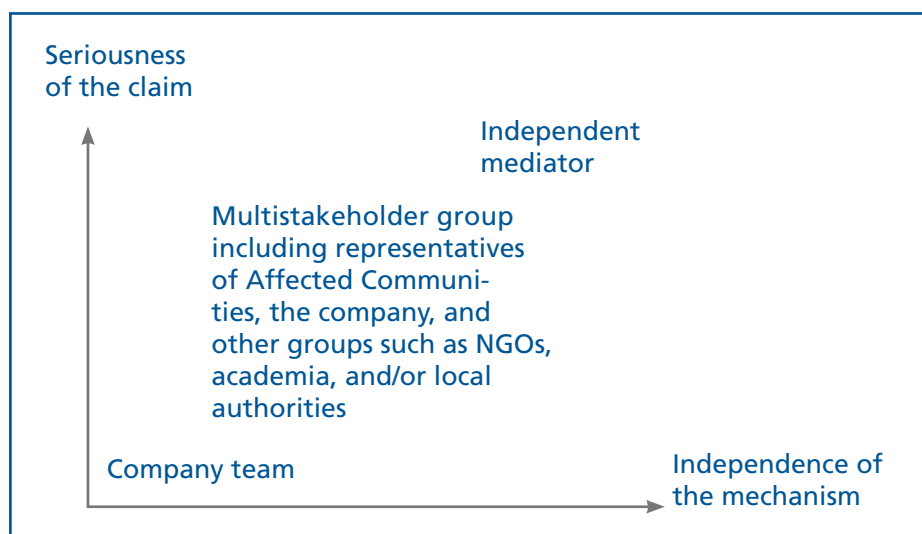 Seriousness
of the claim
Independent
mediator
Multistakeholder group
including representatives
of Affected Communi-
ties, the company, and
other groups such as NGOs,
academia, and/or local
authorities
Company team
Independence of
the mechanism